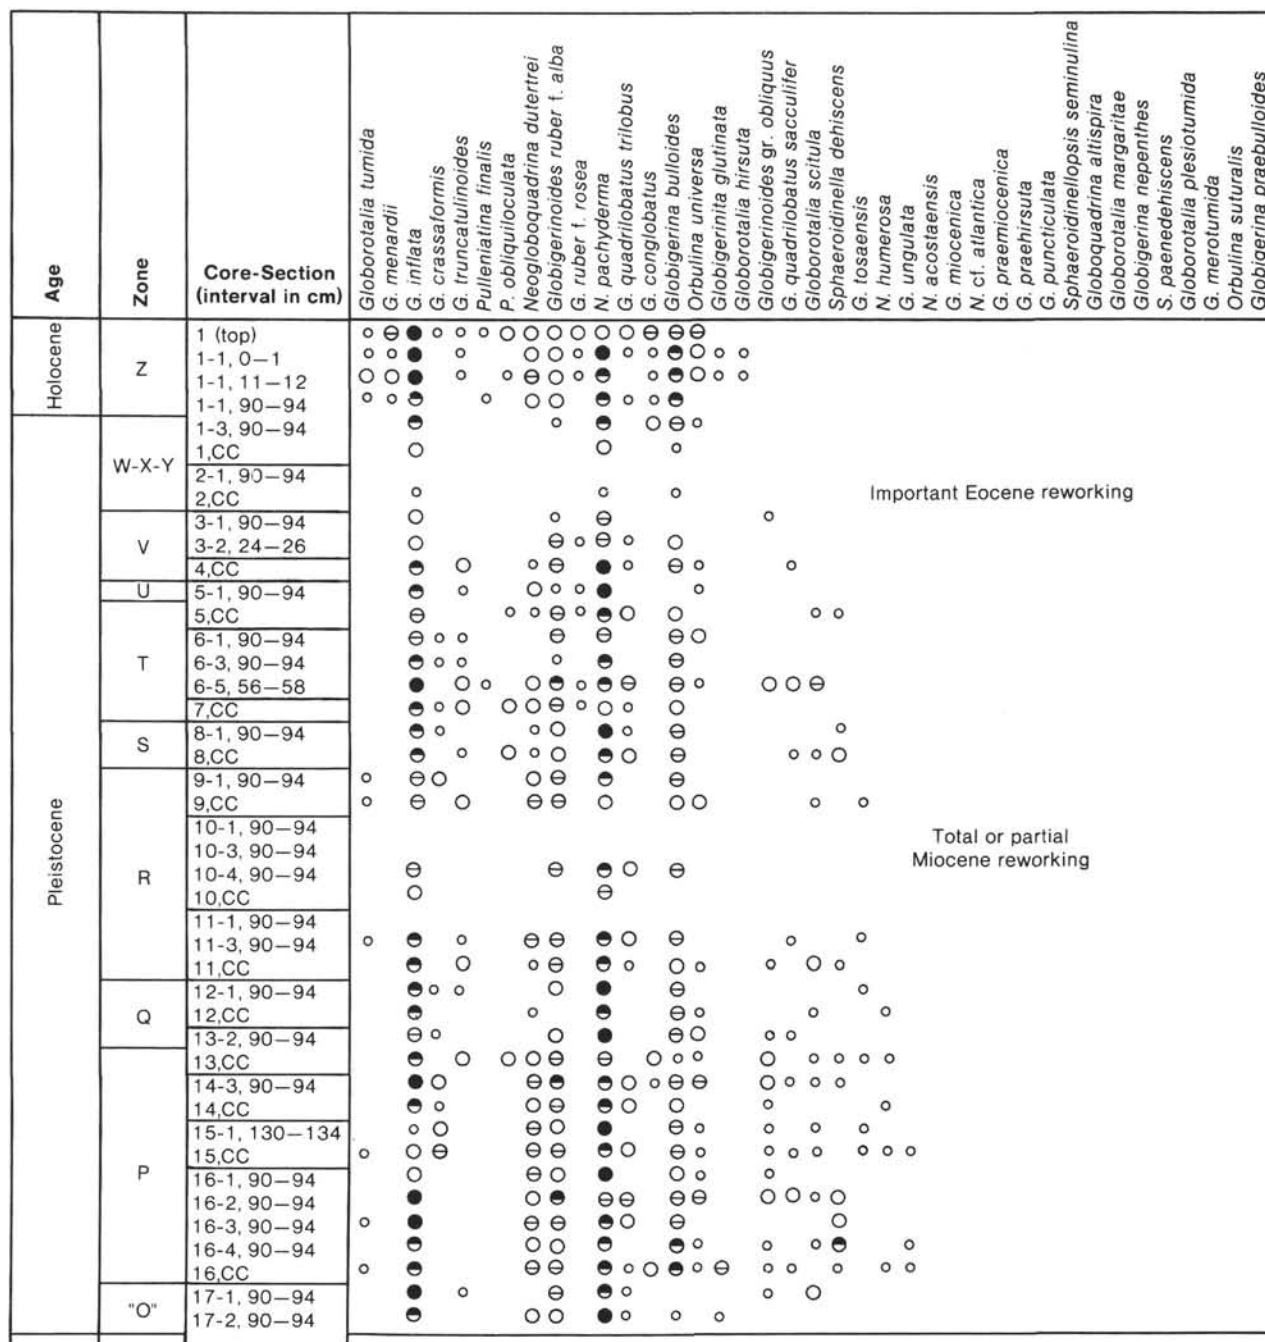 Age
Zone
Core-Section
(interval in cm)
Globorotalia tumida
G. menardii
G. inflata
G. crassaformis
G. truncatulinoides
Pulleniatina finalis
P. obliquiloculata
Neogloboquadrina dutertrei
Globigerinoides ruber f. alba
G. ruber f. rosea
N. pachyderma
G. quadrilobatus trilobus
G. conglobatus
Globigerina bulloides
Orbulina universa
Globigerinita glutinata
Globorotalia hirsuta
Globigerinoides gr. obliquus
G. quadrilobatus sacculifer
Globorotalia scitula
Sphaeroidinella dehiscens
G. tosaensis
N. humerosa
G. ungulata
N. acostaensis
G. miocenica
N. cf. atlantica
G. praemiocenica
G. praehirsuta
G. puncticulata
Sphaeroidinellopsis seminulina
Globoquadrina altispira
Globorotalia margaritae
Globigerina nepenthes
S. paenedehiscens
Globorotalia plesiotumida
G. merotumida
Orbulina suturalis
Globigerina praebulloides
Holocene
Z
1 (top)
1-1, 0—1
1-1, 11—12
1-1, 90—94
Pleistocene
W-X-Y
1-3, 90—94
1,CC
2-1, 90—94
2,CC
Important Eocene reworking
V
3-1, 90—94
3-2, 24—26
4,CC
U
5-1, 90—94
T
5,CC
6-1, 90—94
6-3, 90—94
6-5, 56—58
7,CC
S
8-1, 90—94
8,CC
R
9-1, 90—94
9,CC
10-1, 90—94
10-3, 90—94
10-4, 90—94
10,CC
11-1, 90—94
11-3, 90—94
11,CC
Total or partial
Miocene reworking
Q
12-1, 90—94
12,CC
13-2, 90—94
P
13,CC
14-3, 90—94
14,CC
15-1, 130—134
15,CC
16-1, 90—94
16-2, 90—94
16-3, 90—94
16-4, 90—94
16,CC
"O"
17-1, 90—94
17-2, 90—94